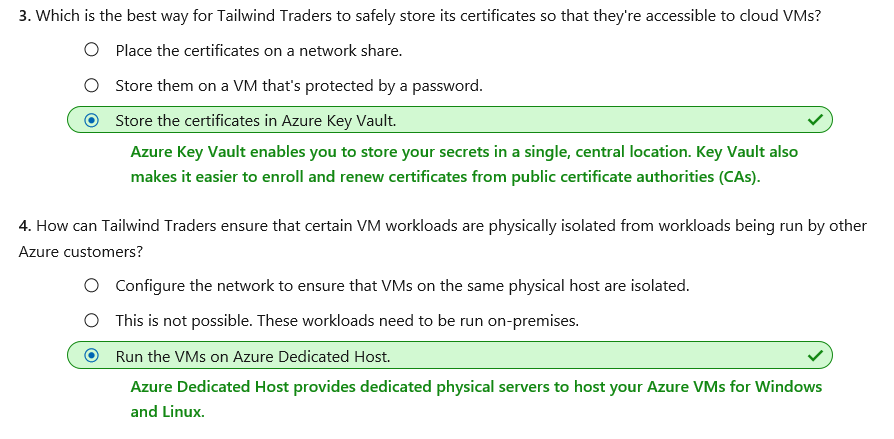 3. Which is the best way for Tailwind Traders to safely store its certificates so that they're accessible to cloud VMs?
Place the certificates on a network share.
Store them on a VM that's protected by a password.
Store the certificates in Azure Key Vault.
Azure Key Vault enables you to store your secrets in a single, central location. Key Vault also
makes it easier to enroll and renew certificates from public certificate authorities (CAs).
4. How can Tailwind Traders ensure that certain VM workloads are physically isolated from workloads being run by other
Azure customers?
Configure the network to ensure that VMs on the same physical host are isolated.
This is not possible. These workloads need to be run on-premises.
Run the VMs on Azure Dedicated Host.
Azure Dedicated Host provides dedicated physical servers to host your Azure VMs for Windows
and Linux.